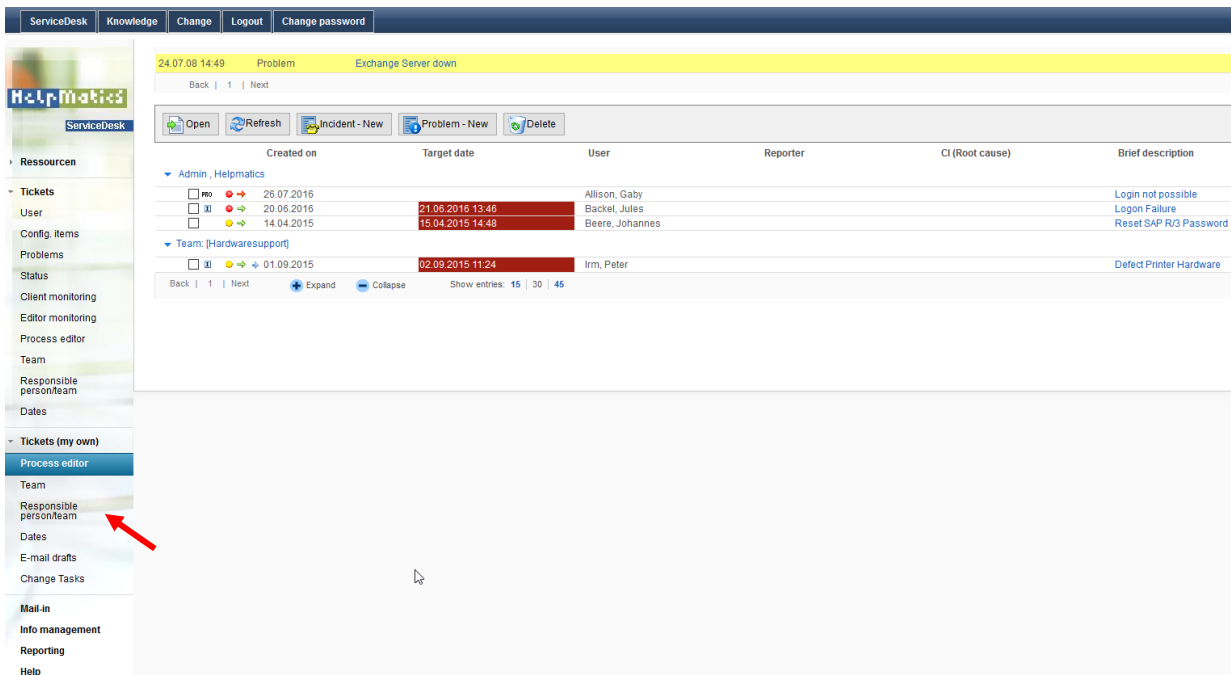 ServiceDesk Knowledge Change Logout Change password
HelpMatics
ServiceDesk
Ressourcen
Tickets
User
Config. items
Problems
Status
Client monitoring
Editor monitoring
Process editor
Team
Responsible
person/team
Dates
Tickets (my own)
Process editor
Team
Responsible
person/team
Dates
E-mail drafts
Change Tasks
Mail-in
Info management
Reporting
Help
24.07.08 14:49 Problem Exchange Server down
Back | 1 | Next
Open Refresh Incident - New Problem - New Delete
Created on Target date User Reporter CI (Root cause) Brief description
Admin , Helpmatics
PRO 26.07.2016 Allison, Gaby Login not possible
I 20.06.2016 21.06.2016 13:46 Backel, Jules Logon Failure
14.04.2015 15.04.2015 14:48 Beere, Johannes Reset SAP R/3 Password
Team: [Hardwaresupport]
I 01.09.2015 02.09.2015 11:24 Irm, Peter Defect Printer Hardware
Back | 1 | Next Expand Collapse Show entries: 15 | 30 | 45